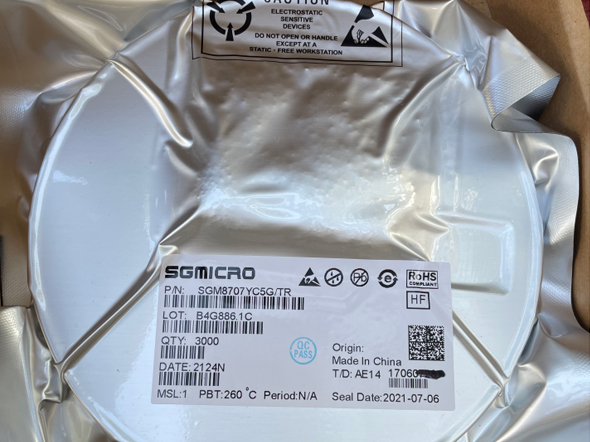 CAUTION
ELECTROSTATIC
SENSITIVE
DEVICES
DO NOT OPEN OR HANDLE
EXCEPT AT A
STATIC - FREE WORKSTATION
SGMICRO
P/N: SGM8707YC5G/TR
RoHS
COMPLIANT
HF
LOT: B4G886.1C
QTY: 3000
QC
PASS
Origin:
Made In China
DATE: 2124N
T/D: AE14 1706
MSL:1 PBT:260 °C Period:N/A Seal Date:2021-07-06